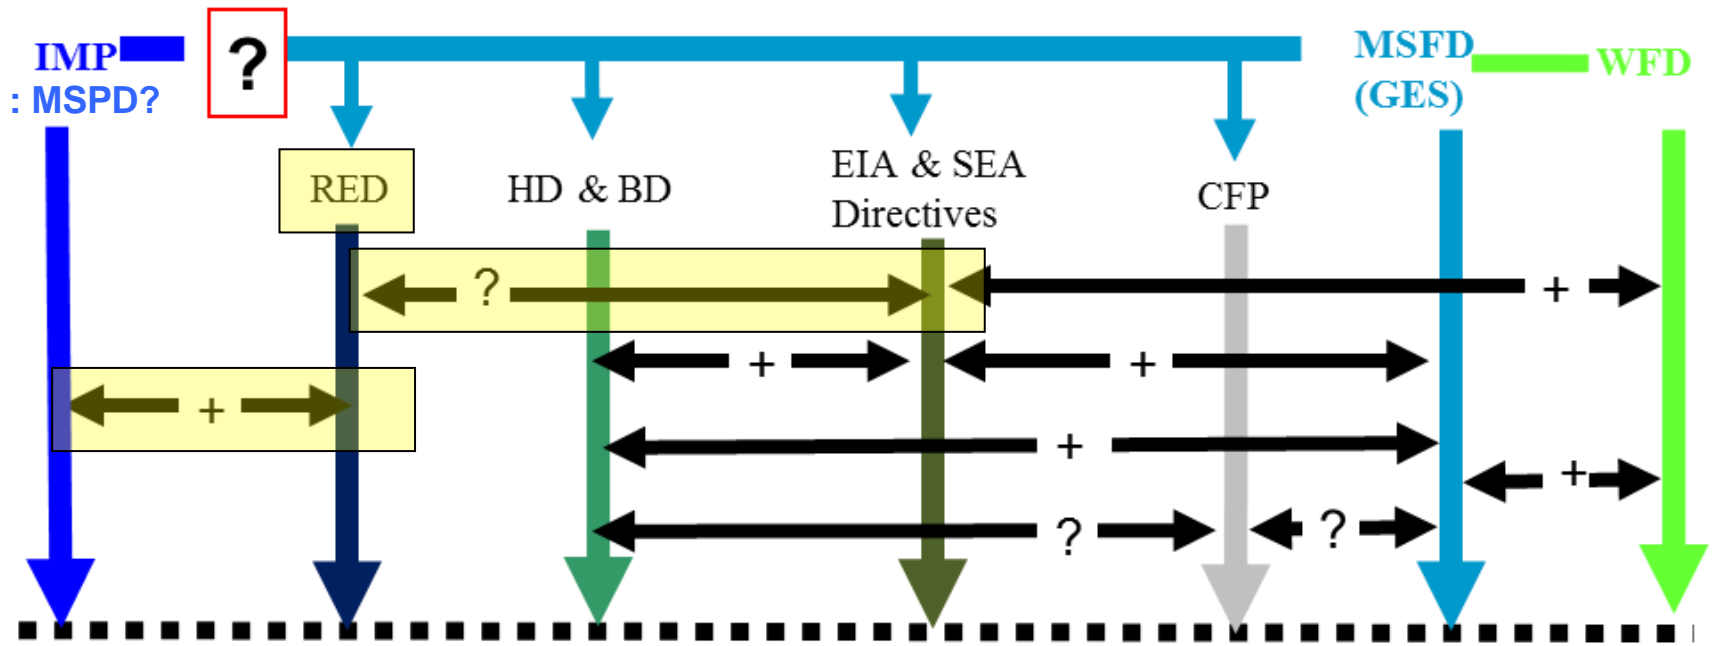 IMP
: MSPD?
?
MSFD
(GES)
WFD
RED
HD & BD
EIA & SEA
Directives
CFP
?
+
+
+
+
+
+
?
?